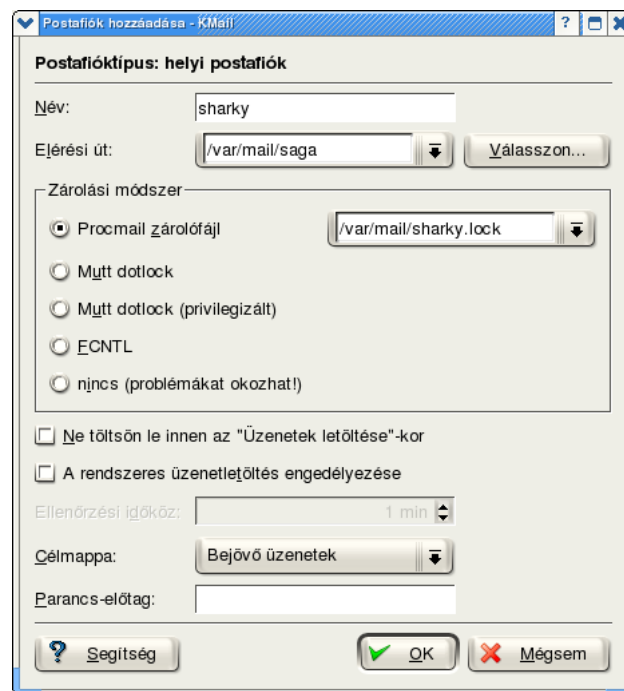 Postafiók hozzáadása - KMail
Postafióktípus: helyi postafiók
Név: sharky
Elérési út: /var/mail/saga Válasszon...
Zárolási módszer
Procmail zárolófájl /var/mail/sharky.lock
Mutt dotlock
Mutt dotlock (privilegizált)
FCNTL
nincs (problémákat okozhat!)
Ne töltsön le innen az "Üzenetek letöltése"-kor
A rendszeres üzenetletöltés engedélyezése
Ellenőrzési időköz: 1 min
Célmappa: Bejövő üzenetek
Parancs-előtag:
Segítség OK Mégsem